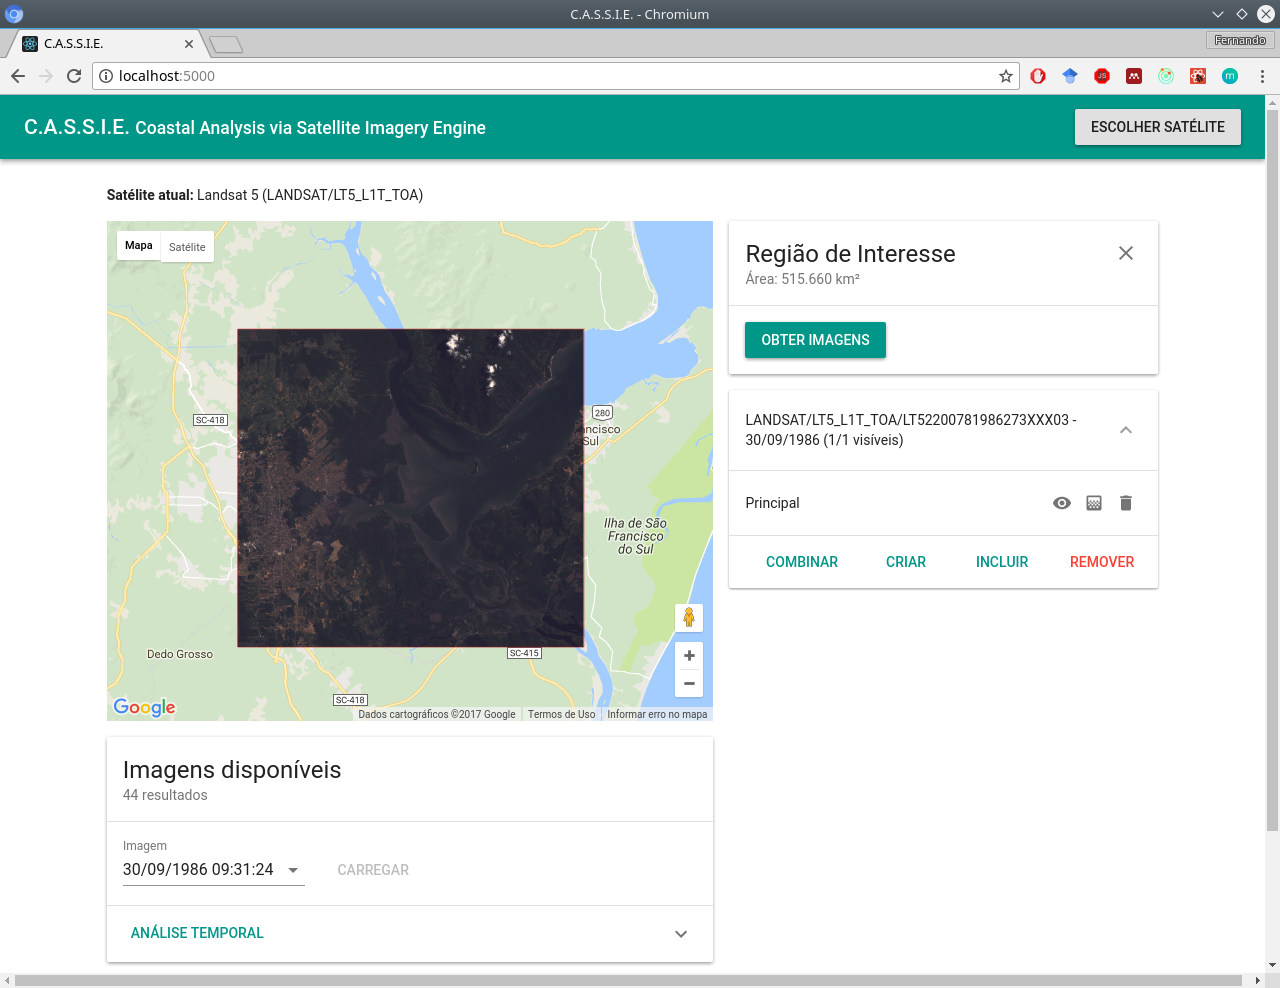 C.A.S.S.I.E. - Chromium
C.A.S.S.I.E.
Fernando
localhost:5000
C.A.S.S.I.E. Coastal Analysis via Satellite Imagery Engine
ESCOLHER SATÉLITE
Satélite atual: Landsat 5 (LANDSAT/LT5_L1T_TOA)
Mapa
Satélite
SC-418
280
ancisco
Sul
Ilha de São
Francisco
do Sul
Dedo Grosso
SC-415
SC-418
Google
Dados cartográficos ©2017 Google
Termos de Uso
Informar erro no mapa
Região de Interesse
Área: 515.660 km²
OBTER IMAGENS
LANDSAT/LT5_L1T_TOA/LT52200781986273XXX03 -
30/09/1986 (1/1 visíveis)
Principal
COMBINAR
CRIAR
INCLUIR
REMOVER
Imagens disponíveis
44 resultados
Imagem
30/09/1986 09:31:24
CARREGAR
ANÁLISE TEMPORAL